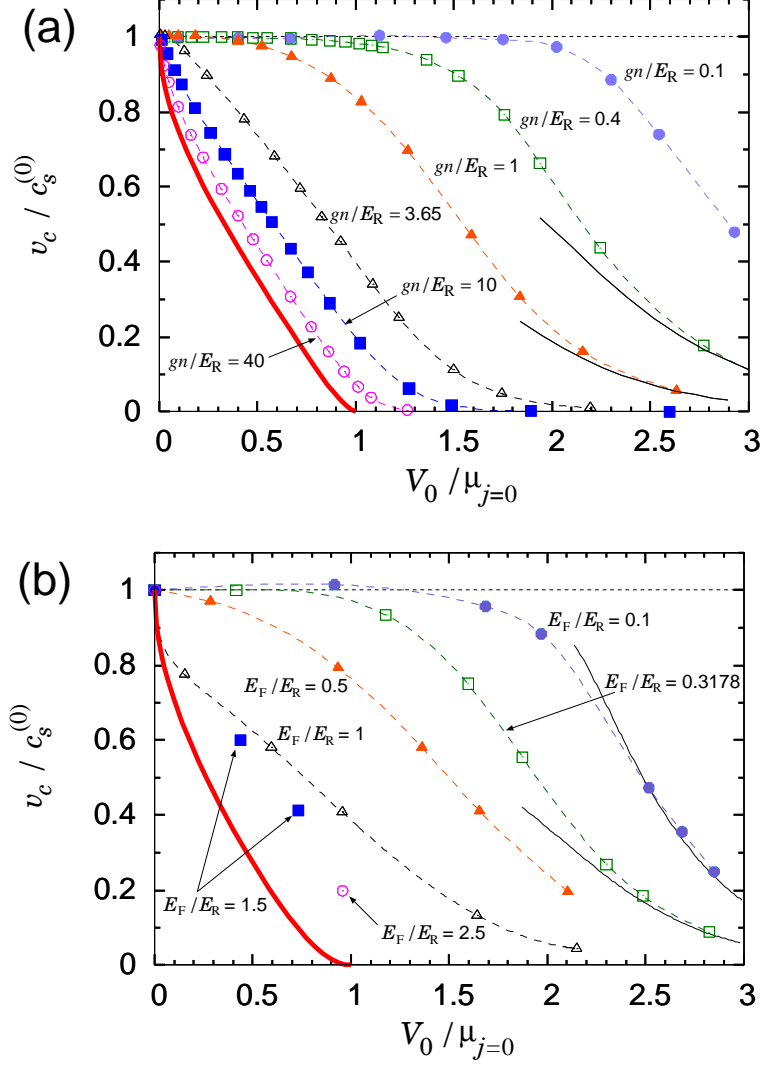 (a)
1
0.8
0.6
0.4
0.2
0
v_c / c_s^(0)
gn/E_R = 0.1
gn/E_R = 0.4
gn/E_R = 1
gn/E_R = 3.65
gn/E_R = 10
gn/E_R = 40
0 0.5 1 1.5 2 2.5 3
V_0 / μ_{j=0}
(b)
1
0.8
0.6
0.4
0.2
0
v_c / c_s^(0)
E_F/E_R = 0.1
E_F/E_R = 0.3178
E_F/E_R = 0.5
E_F/E_R = 1
E_F/E_R = 1.5
E_F/E_R = 2.5
0 0.5 1 1.5 2 2.5 3
V_0 / μ_{j=0}